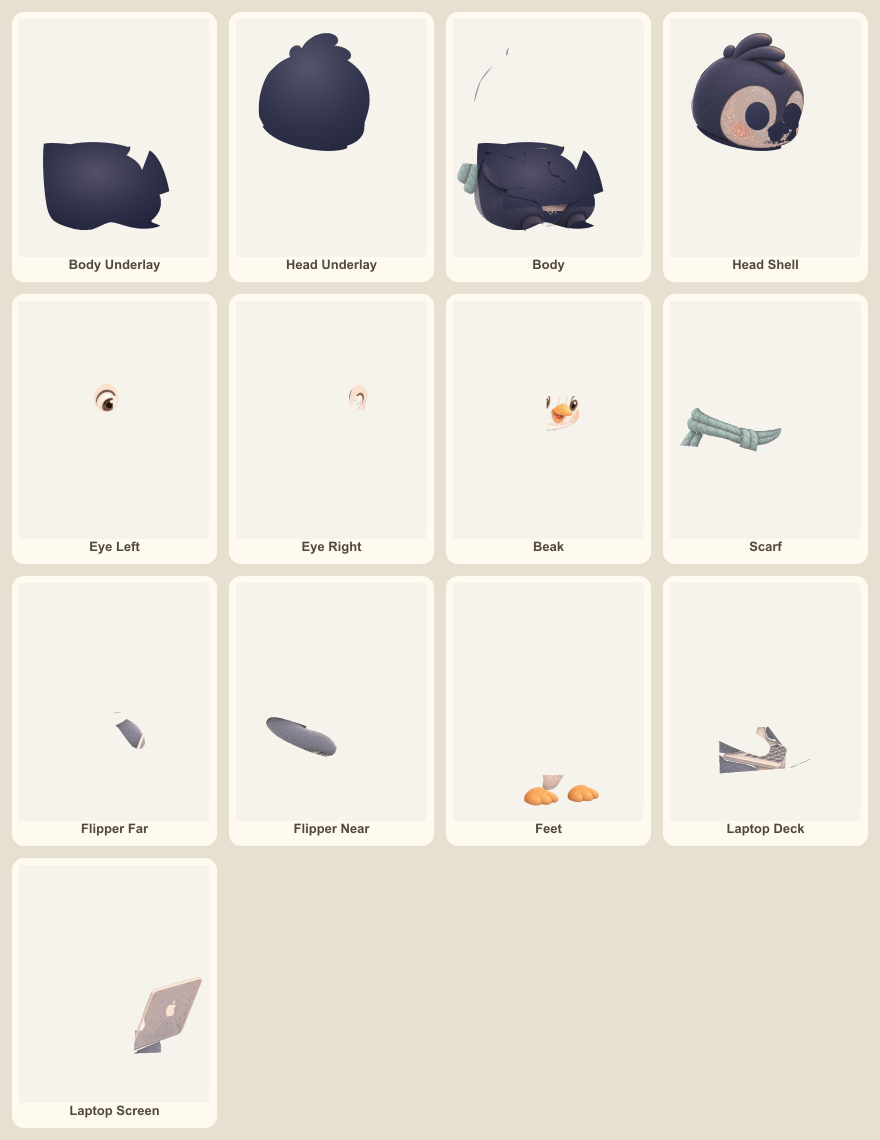 Body Underlay
Head Underlay
Body
Head Shell
Eye Left
Eye Right
Beak
Scarf
Flipper Far
Flipper Near
Feet
Laptop Deck
Laptop Screen